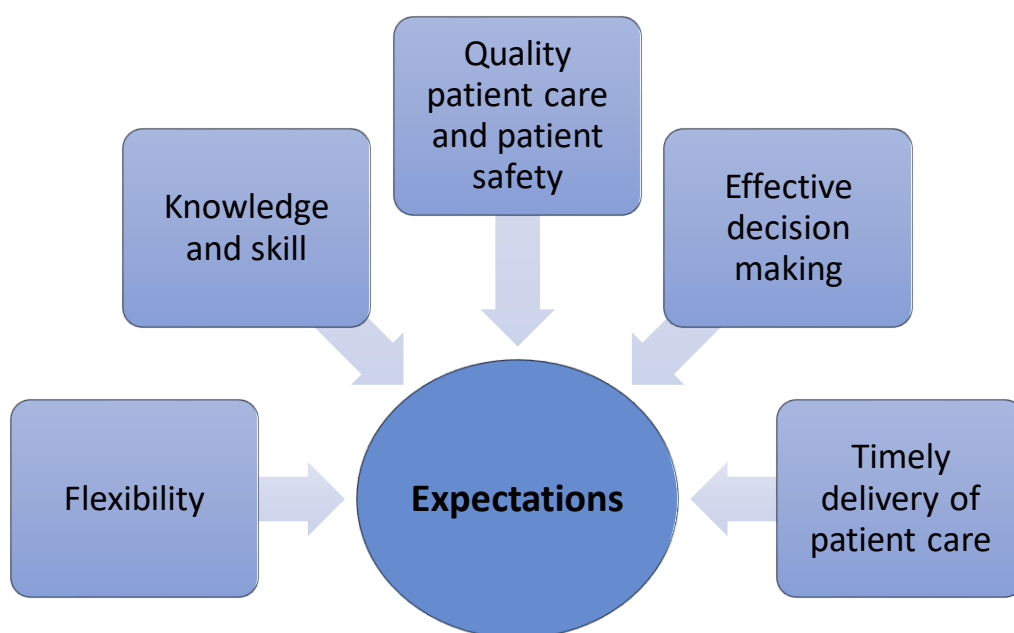 Quality
patient care
and patient
safety
Knowledge
and skill
Effective
decision
making
Flexibility
Expectations
Timely
delivery of
patient care